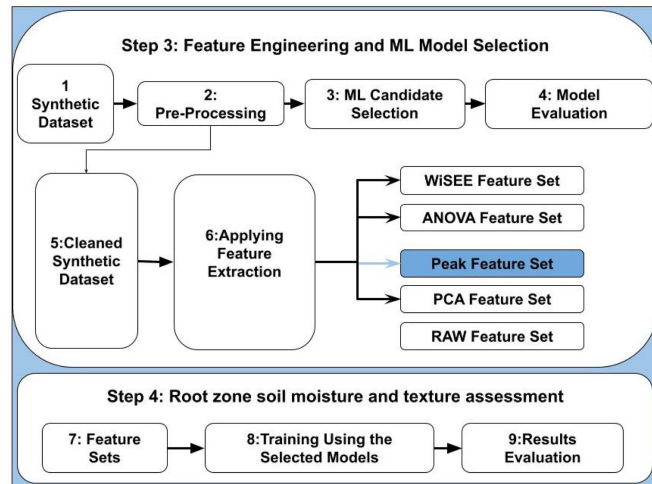 Step 3: Feature Engineering and ML Model Selection
1
Synthetic
Dataset
2:
Pre-Processing
3: ML Candidate
Selection
4: Model
Evaluation
5:Cleaned
Synthetic
Dataset
6:Applying
Feature
Extraction
WiSEE Feature Set
ANOVA Feature Set
Peak Feature Set
PCA Feature Set
RAW Feature Set
Step 4: Root zone soil moisture and texture assessment
7: Feature
Sets
8:Training Using the
Selected Models
9:Results
Evaluation